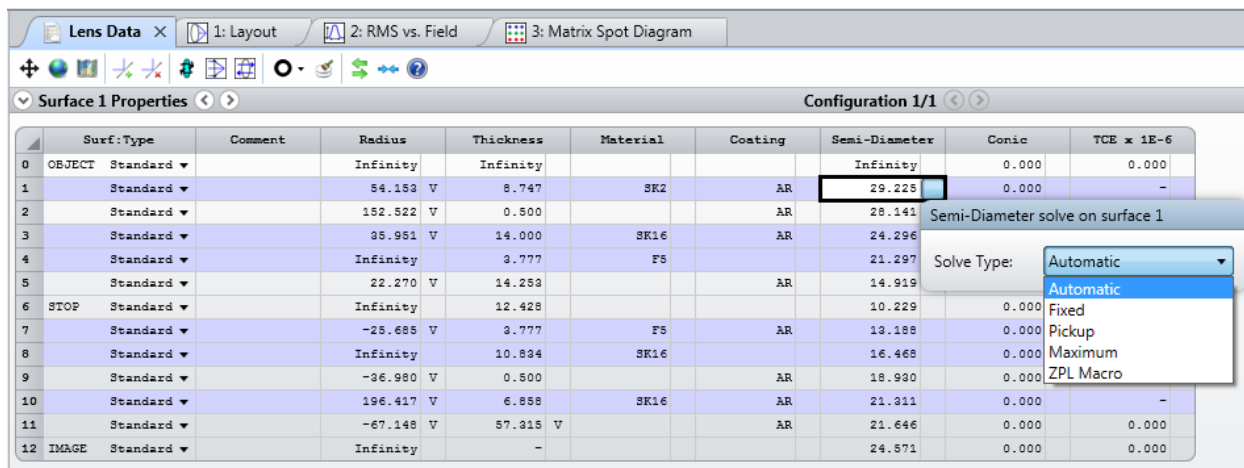 Lens Data × 1: Layout 2: RMS vs. Field 3: Matrix Spot Diagram
Surface 1 Properties Configuration 1/1
Surf:Type Comment Radius Thickness Material Coating Semi-Diameter Conic TCE x 1E-6
0 OBJECT Standard Infinity Infinity Infinity 0.000 0.000
1 Standard 54.153 V 8.747 SK2 AR 29.225 0.000 -
2 Standard 152.522 V 0.500 AR 28.141
3 Standard 35.951 V 14.000 SK16 AR 24.296
4 Standard Infinity 3.777 F5 21.297
5 Standard 22.270 V 14.253 AR 14.919
6 STOP Standard Infinity 12.428 10.229 0.000
7 Standard -25.685 V 3.777 F5 AR 13.188 0.000
8 Standard Infinity 10.834 SK16 16.468 0.000
9 Standard -36.980 V 0.500 AR 18.930 0.000
10 Standard 196.417 V 6.858 SK16 AR 21.311 0.000 -
11 Standard -67.148 V 57.315 V AR 21.646 0.000 0.000
12 IMAGE Standard Infinity - 24.571 0.000 0.000
Semi-Diameter solve on surface 1
Solve Type: Automatic
Automatic
Fixed
Pickup
Maximum
ZPL Macro